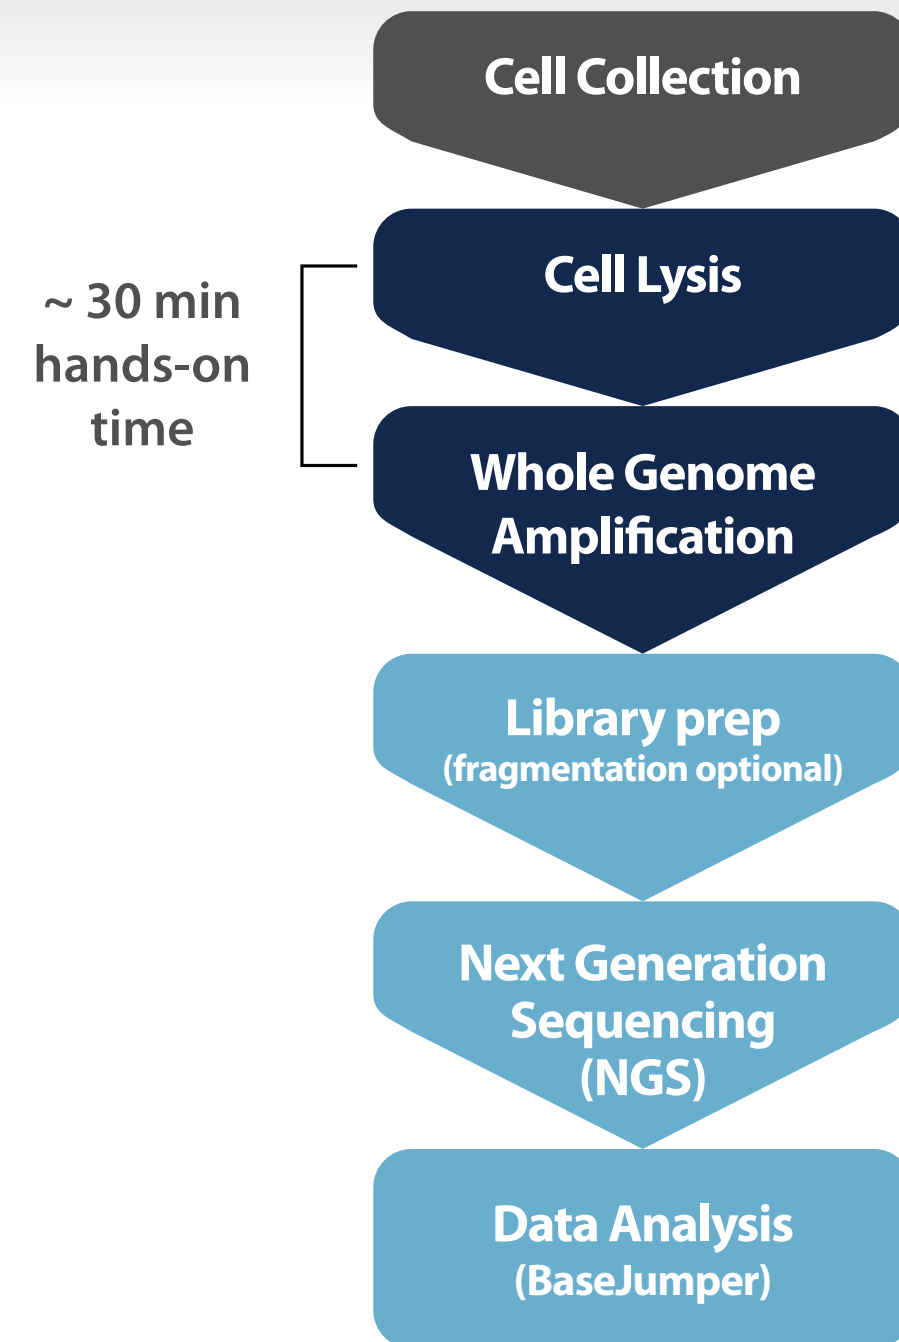 Cell Collection
Cell Lysis
~ 30 min
hands-on
time
Whole Genome
Amplification
Library prep
(fragmentation optional)
Next Generation
Sequencing
(NGS)
Data Analysis
(BaseJumper)